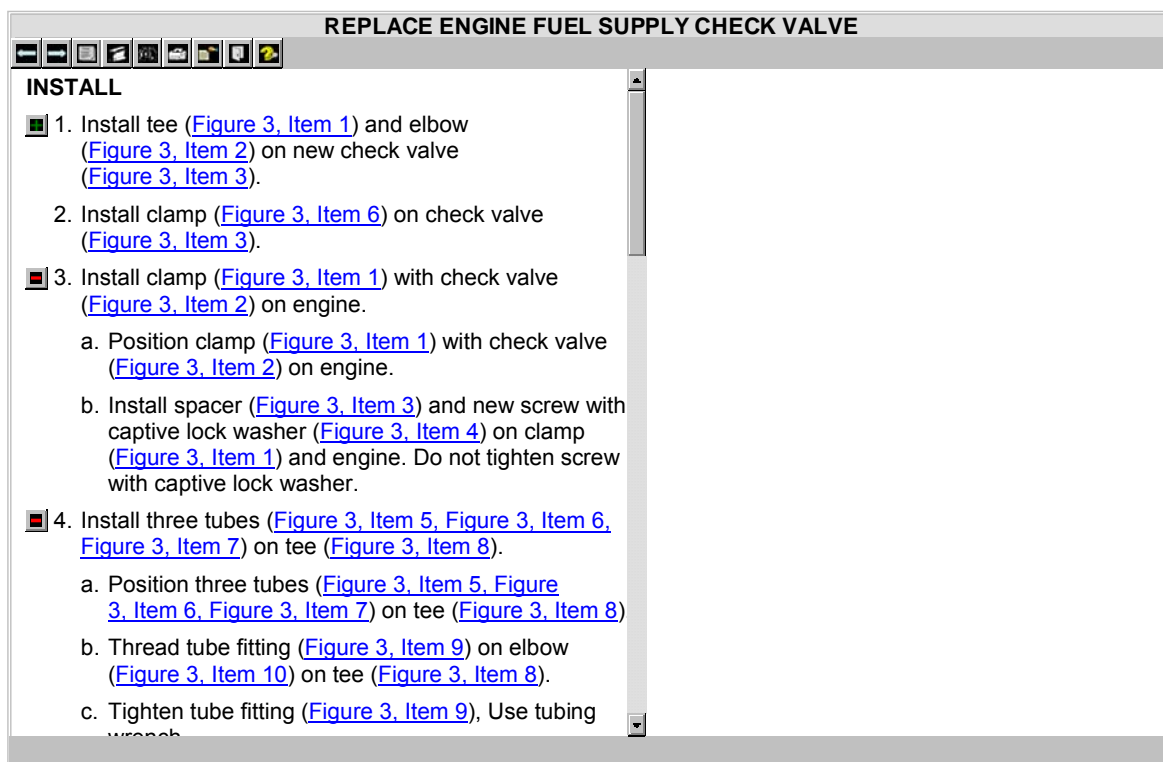 REPLACE ENGINE FUEL SUPPLY CHECK VALVE
INSTALL
1. Install tee (Figure 3, Item 1) and elbow
(Figure 3, Item 2) on new check valve
(Figure 3, Item 3).
2. Install clamp (Figure 3, Item 6) on check valve
(Figure 3, Item 3).
3. Install clamp (Figure 3, Item 1) with check valve
(Figure 3, Item 2) on engine.
a. Position clamp (Figure 3, Item 1) with check valve
(Figure 3, Item 2) on engine.
b. Install spacer (Figure 3, Item 3) and new screw with
captive lock washer (Figure 3, Item 4) on clamp
(Figure 3, Item 1) and engine. Do not tighten screw
with captive lock washer.
4. Install three tubes (Figure 3, Item 5, Figure 3, Item 6,
Figure 3, Item 7) on tee (Figure 3, Item 8).
a. Position three tubes (Figure 3, Item 5, Figure
3, Item 6, Figure 3, Item 7) on tee (Figure 3, Item 8)
b. Thread tube fitting (Figure 3, Item 9) on elbow
(Figure 3, Item 10) on tee (Figure 3, Item 8).
c. Tighten tube fitting (Figure 3, Item 9), Use tubing
wrench